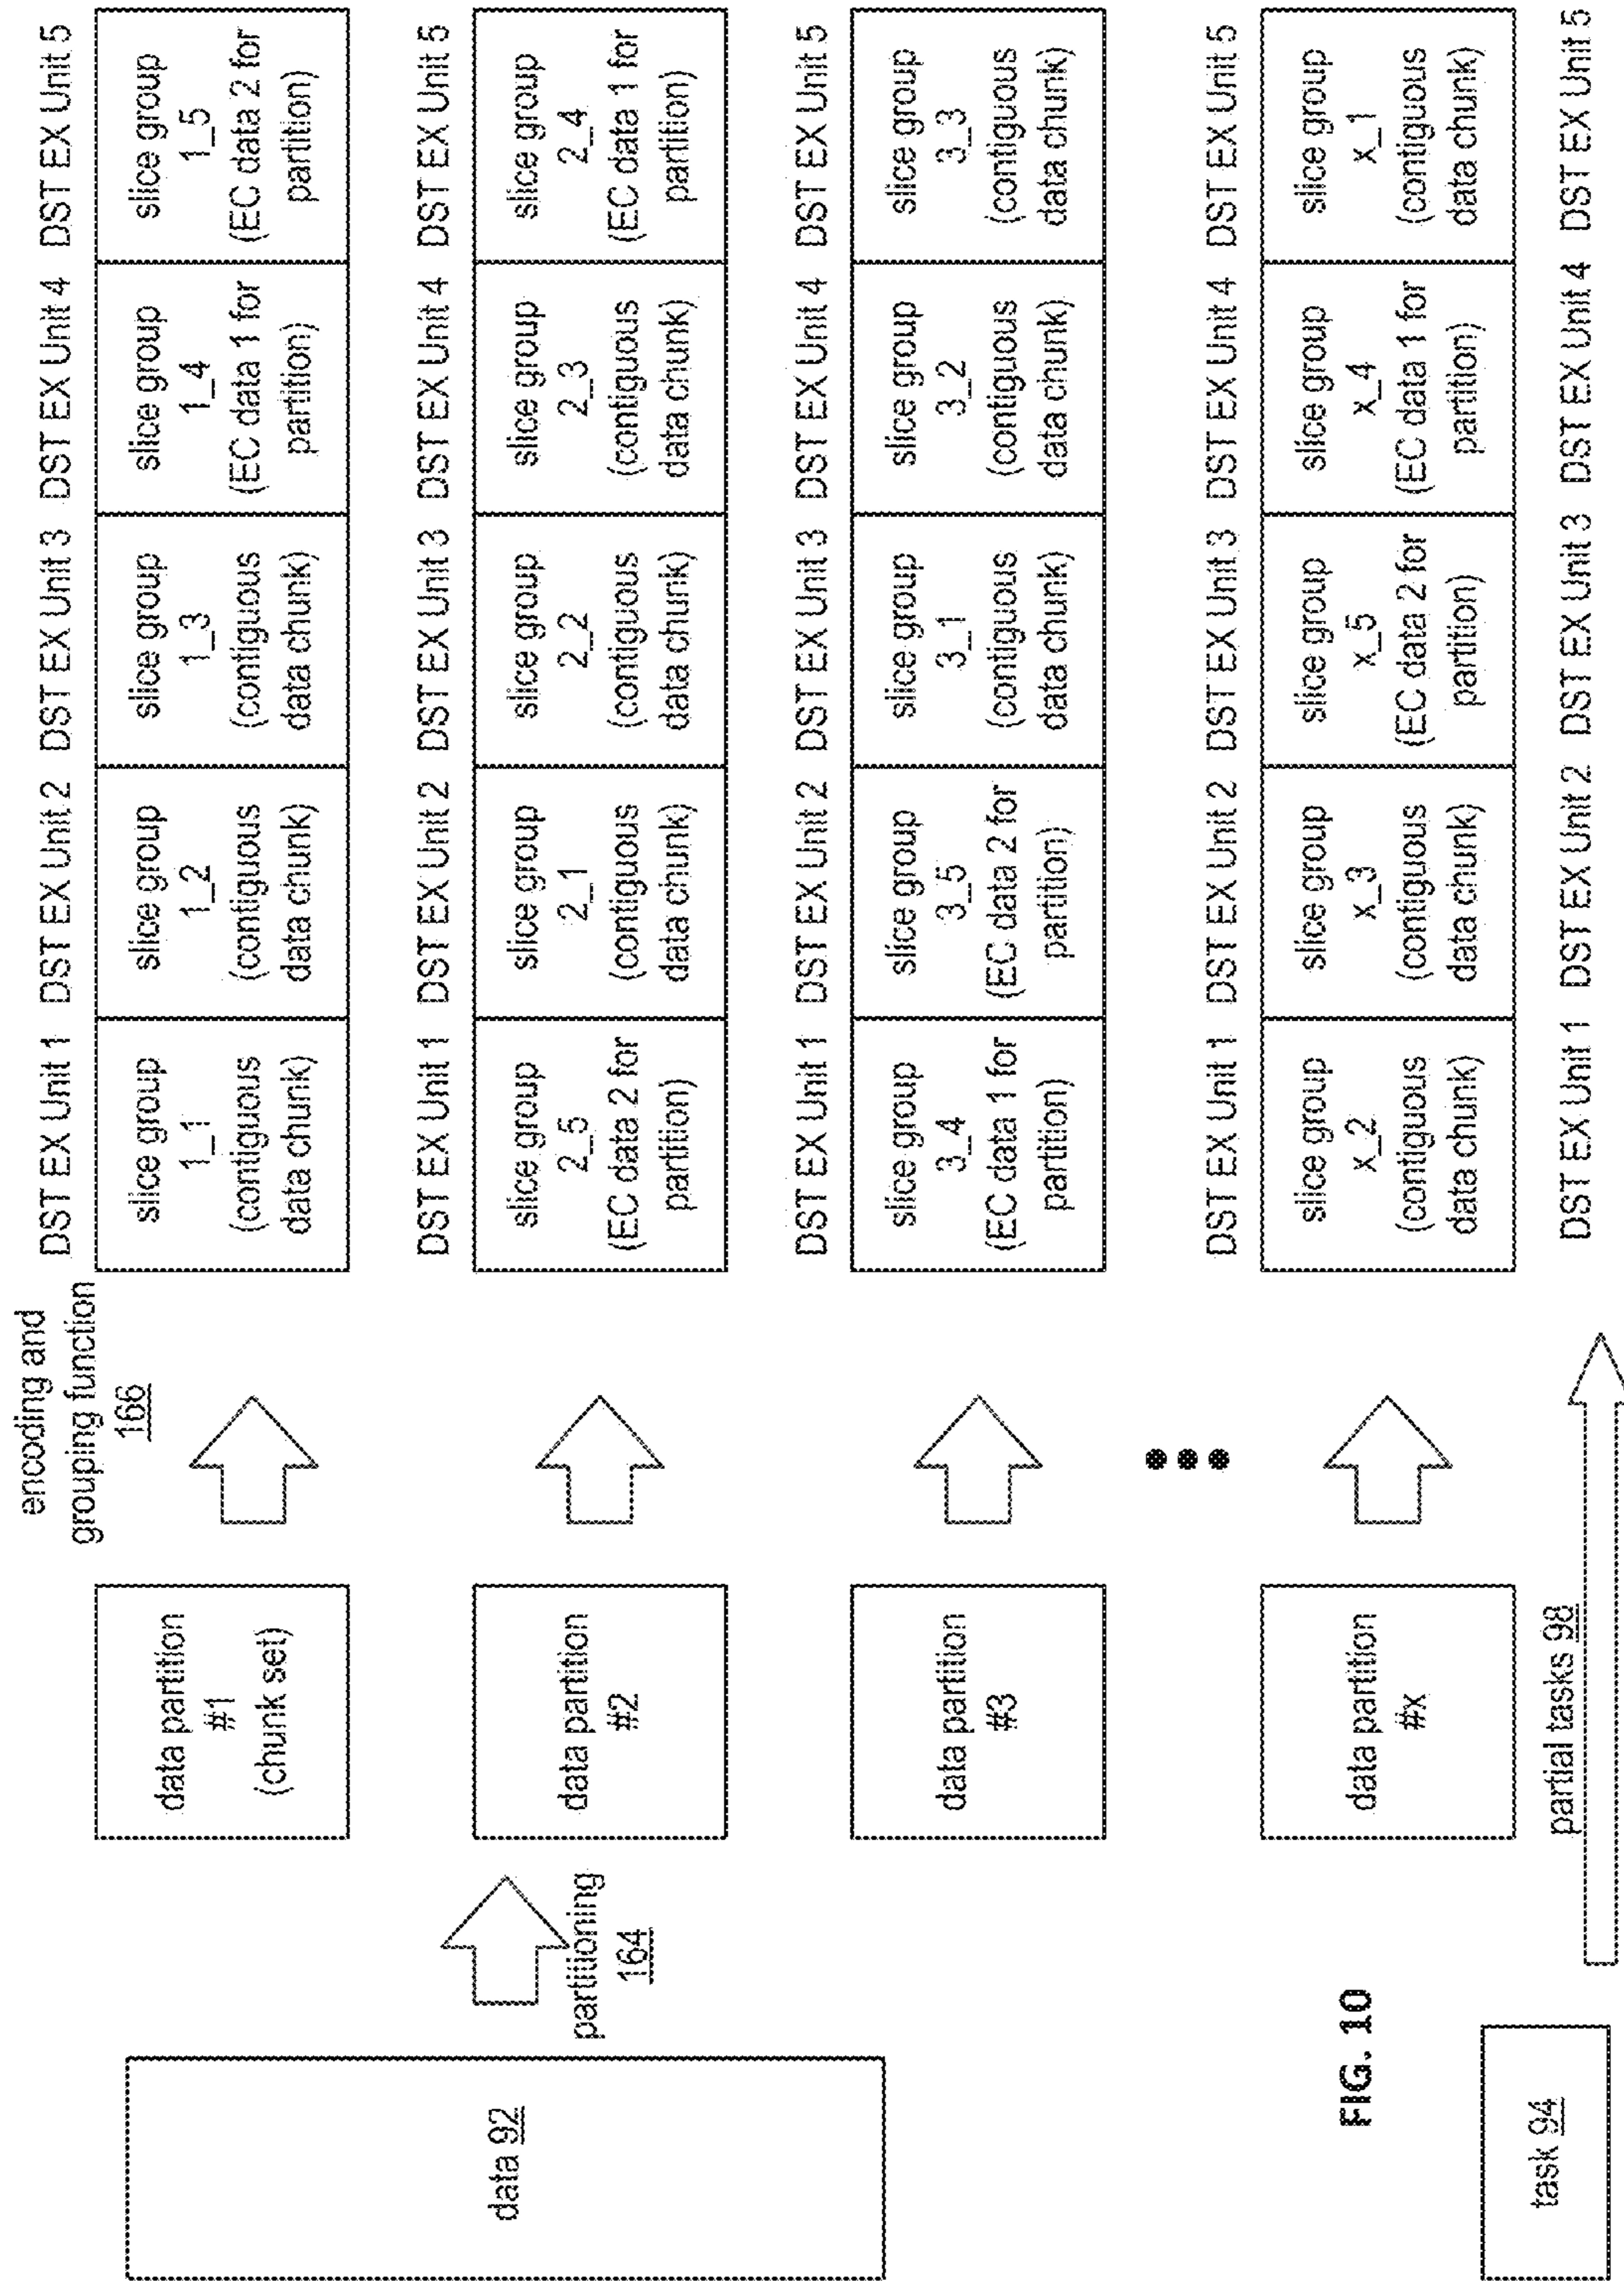 encoding and
grouping function
166
data 92
partitioning
164
data partition
#1
(chunk set)
DST EX Unit 1 DST EX Unit 2 DST EX Unit 3 DST EX Unit 4 DST EX Unit 5
slice group
1_1
(contiguous
data chunk)
slice group
1_2
(contiguous
data chunk)
slice group
1_3
(contiguous
data chunk)
slice group
1_4
(EC data 1 for
partition)
slice group
1_5
(EC data 2 for
partition)
data partition
#2
DST EX Unit 1 DST EX Unit 2 DST EX Unit 3 DST EX Unit 4 DST EX Unit 5
slice group
2_5
(EC data 2 for
partition)
slice group
2_1
(contiguous
data chunk)
slice group
2_2
(contiguous
data chunk)
slice group
2_3
(contiguous
data chunk)
slice group
2_4
(EC data 1 for
partition)
data partition
#3
DST EX Unit 1 DST EX Unit 2 DST EX Unit 3 DST EX Unit 4 DST EX Unit 5
slice group
3_4
(EC data 1 for
partition)
slice group
3_5
(EC data 2 for
partition)
slice group
3_1
(contiguous
data chunk)
slice group
3_2
(contiguous
data chunk)
slice group
3_3
(contiguous
data chunk)
data partition
#x
DST EX Unit 1 DST EX Unit 2 DST EX Unit 3 DST EX Unit 4 DST EX Unit 5
slice group
x_2
(contiguous
data chunk)
slice group
x_3
(contiguous
data chunk)
slice group
x_5
(EC data 2 for
partition)
slice group
x_4
(EC data 1 for
partition)
slice group
x_1
(contiguous
data chunk)
FIG. 10
task 94
partial tasks 98
DST EX Unit 1 DST EX Unit 2 DST EX Unit 3 DST EX Unit 4 DST EX Unit 5